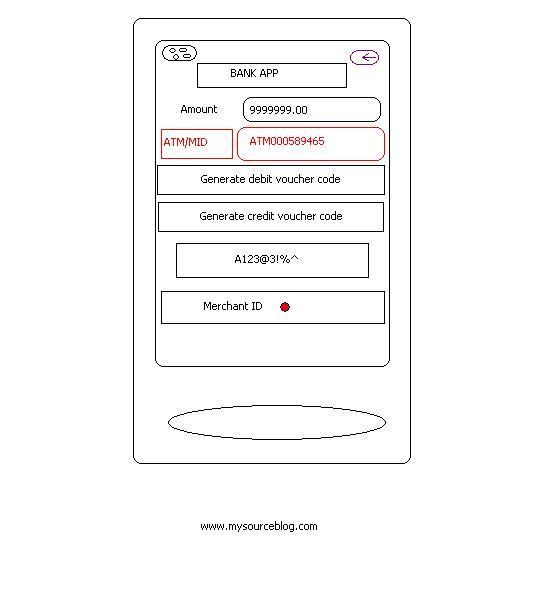 BANK APP
Amount 9999999.00
ATM/MID ATM000589465
Generate debit voucher code
Generate credit voucher code
A123@3!%^
Merchant ID
www.mysourceblog.com